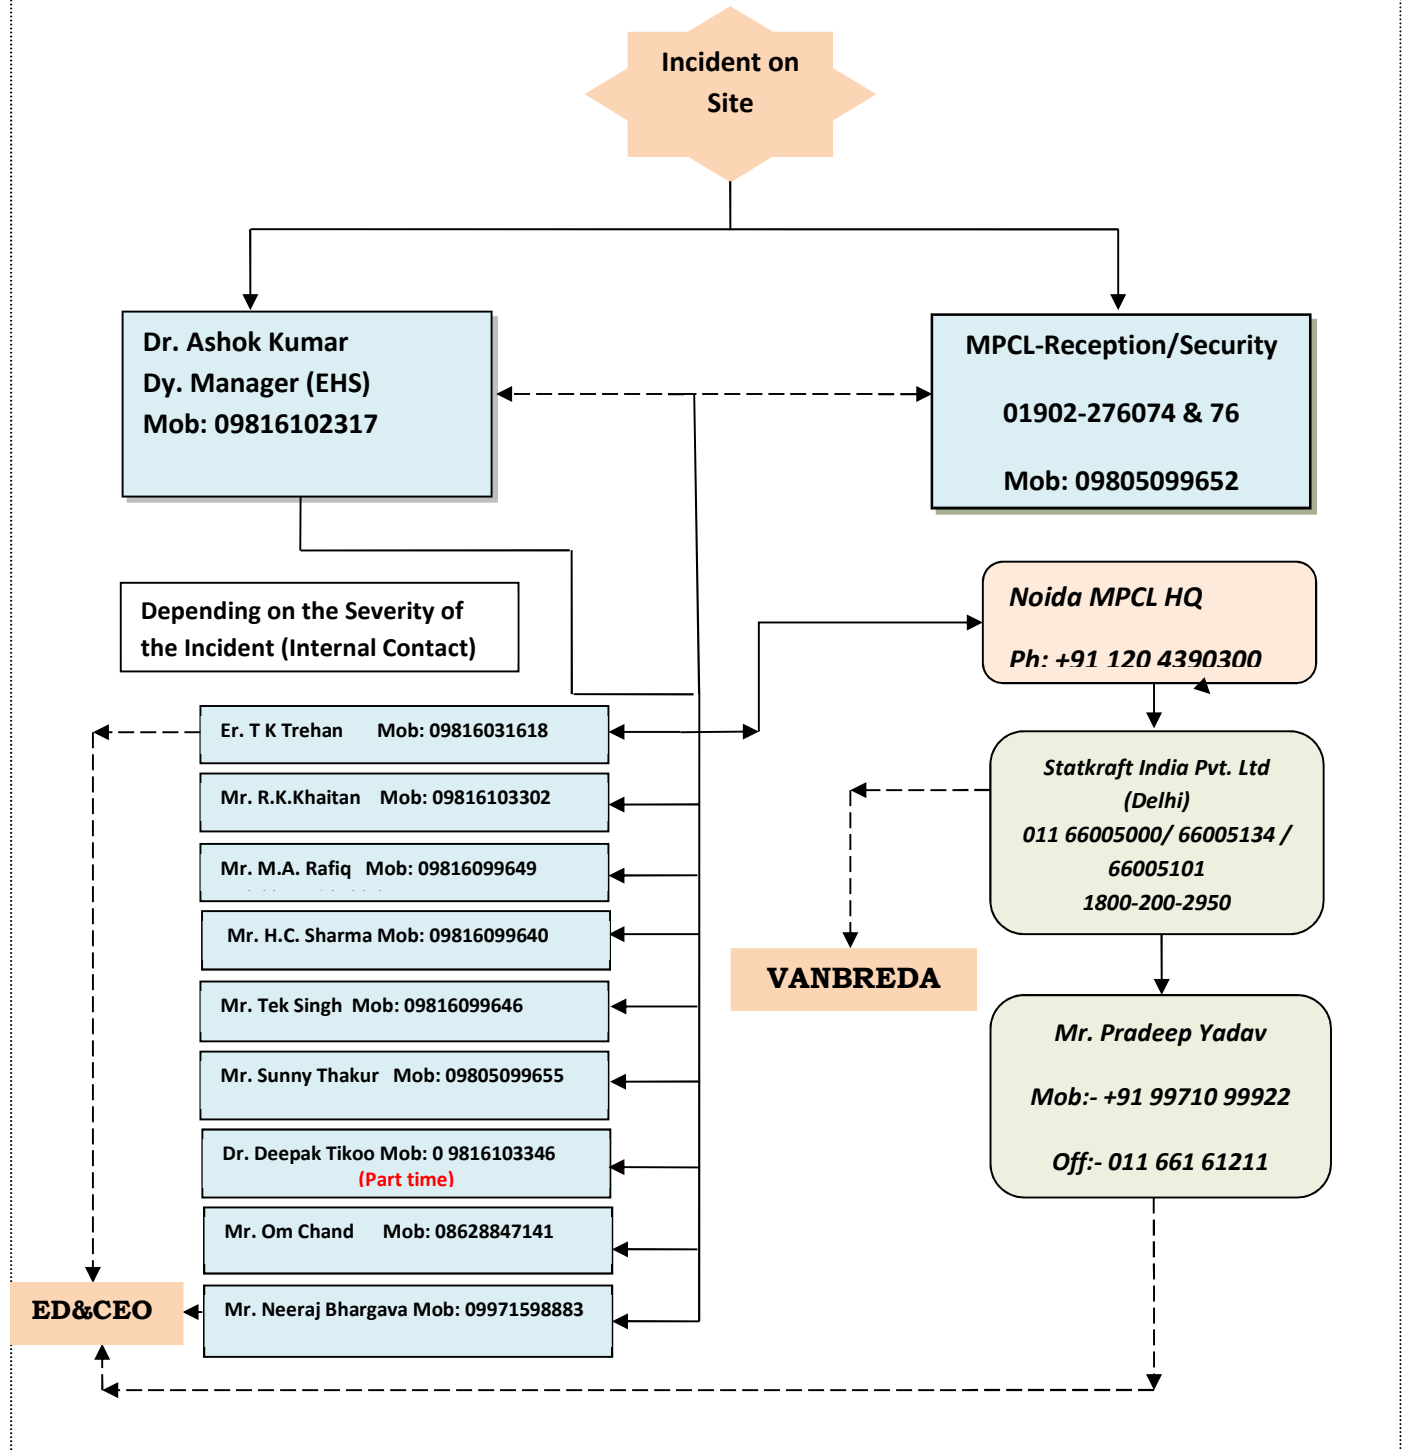 Incident on
Site
Dr. Ashok Kumar
Dy. Manager (EHS)
Mob: 09816102317
MPCL-Reception/Security
01902-276074 & 76
Mob: 09805099652
Depending on the Severity of
the Incident (Internal Contact)
Noida MPCL HQ
Ph: +91 120 4390300
Er. T K Trehan Mob: 09816031618
Mr. R.K.Khaitan Mob: 09816103302
Mr. M.A. Rafiq Mob: 09816099649
Mr. H.C. Sharma Mob: 09816099640
Mr. Tek Singh Mob: 09816099646
Mr. Sunny Thakur Mob: 09805099655
Dr. Deepak Tikoo Mob: 0 9816103346
(Part time)
Mr. Om Chand Mob: 08628847141
Mr. Neeraj Bhargava Mob: 09971598883
Statkraft India Pvt. Ltd
(Delhi)
011 66005000/ 66005134 /
66005101
1800-200-2950
VANBREDA
Mr. Pradeep Yadav
Mob:- +91 99710 99922
Off:- 011 661 61211
ED&CEO